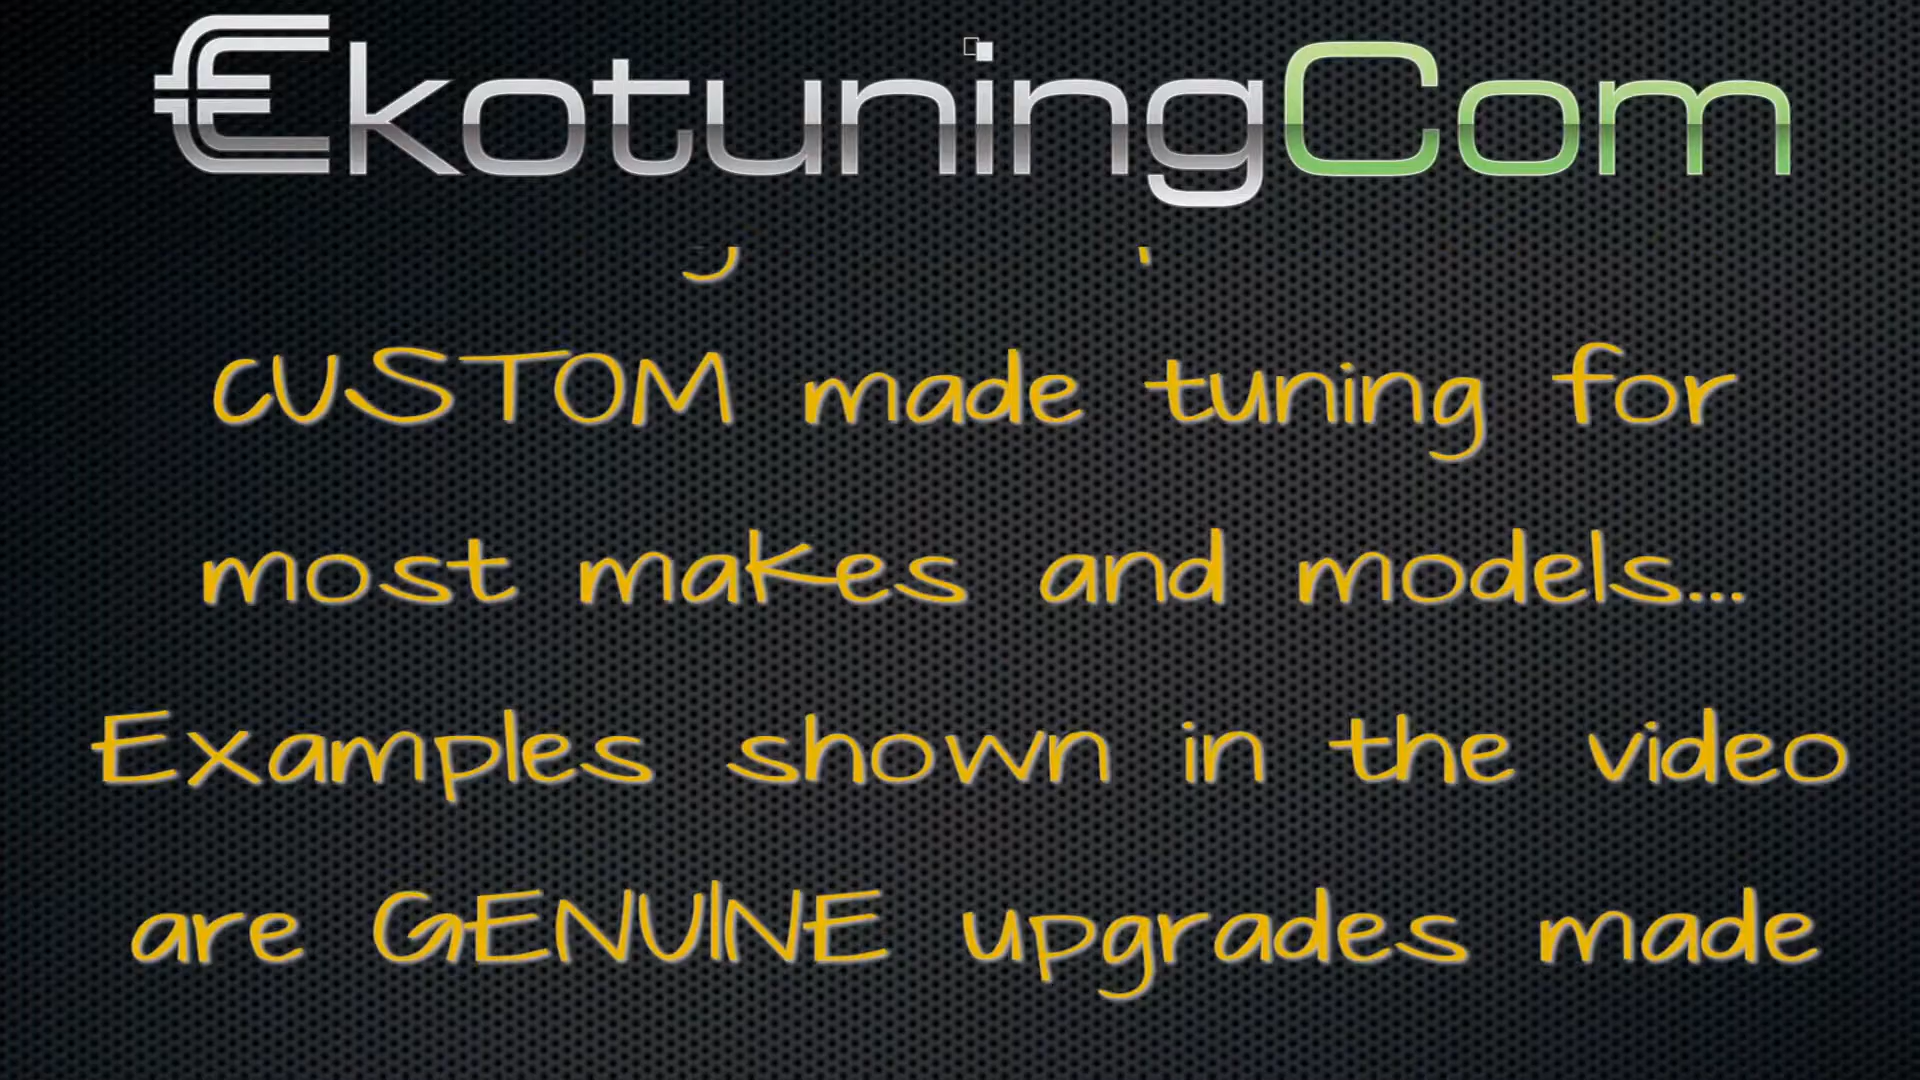 EkotuningCom
CUSTOM made tuning for
most makes and models...
Examples shown in the video
are GENUINE upgrades made